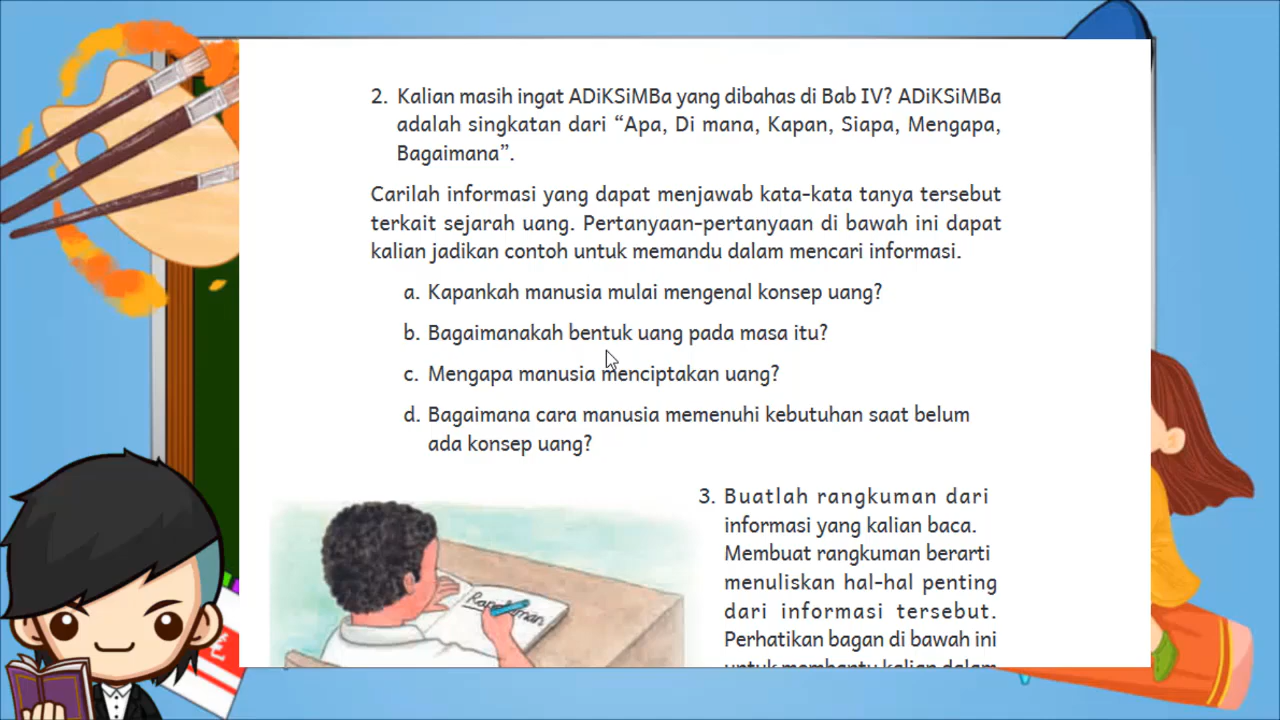 2. Kalian masih ingat ADiKSiMBa yang dibahas di Bab IV? ADiKSiMBa
adalah singkatan dari “Apa, Di mana, Kapan, Siapa, Mengapa,
Bagaimana”.
Carilah informasi yang dapat menjawab kata-kata tanya tersebut
terkait sejarah uang. Pertanyaan-pertanyaan di bawah ini dapat
kalian jadikan contoh untuk memandu dalam mencari informasi.
a. Kapankah manusia mulai mengenal konsep uang?
b. Bagaimanakah bentuk uang pada masa itu?
c. Mengapa manusia menciptakan uang?
d. Bagaimana cara manusia memenuhi kebutuhan saat belum
ada konsep uang?
3. Buatlah rangkuman dari
informasi yang kalian baca.
Membuat rangkuman berarti
menuliskan hal-hal penting
dari informasi tersebut.
Perhatikan bagan di bawah ini
untuk membantu kalian dalam